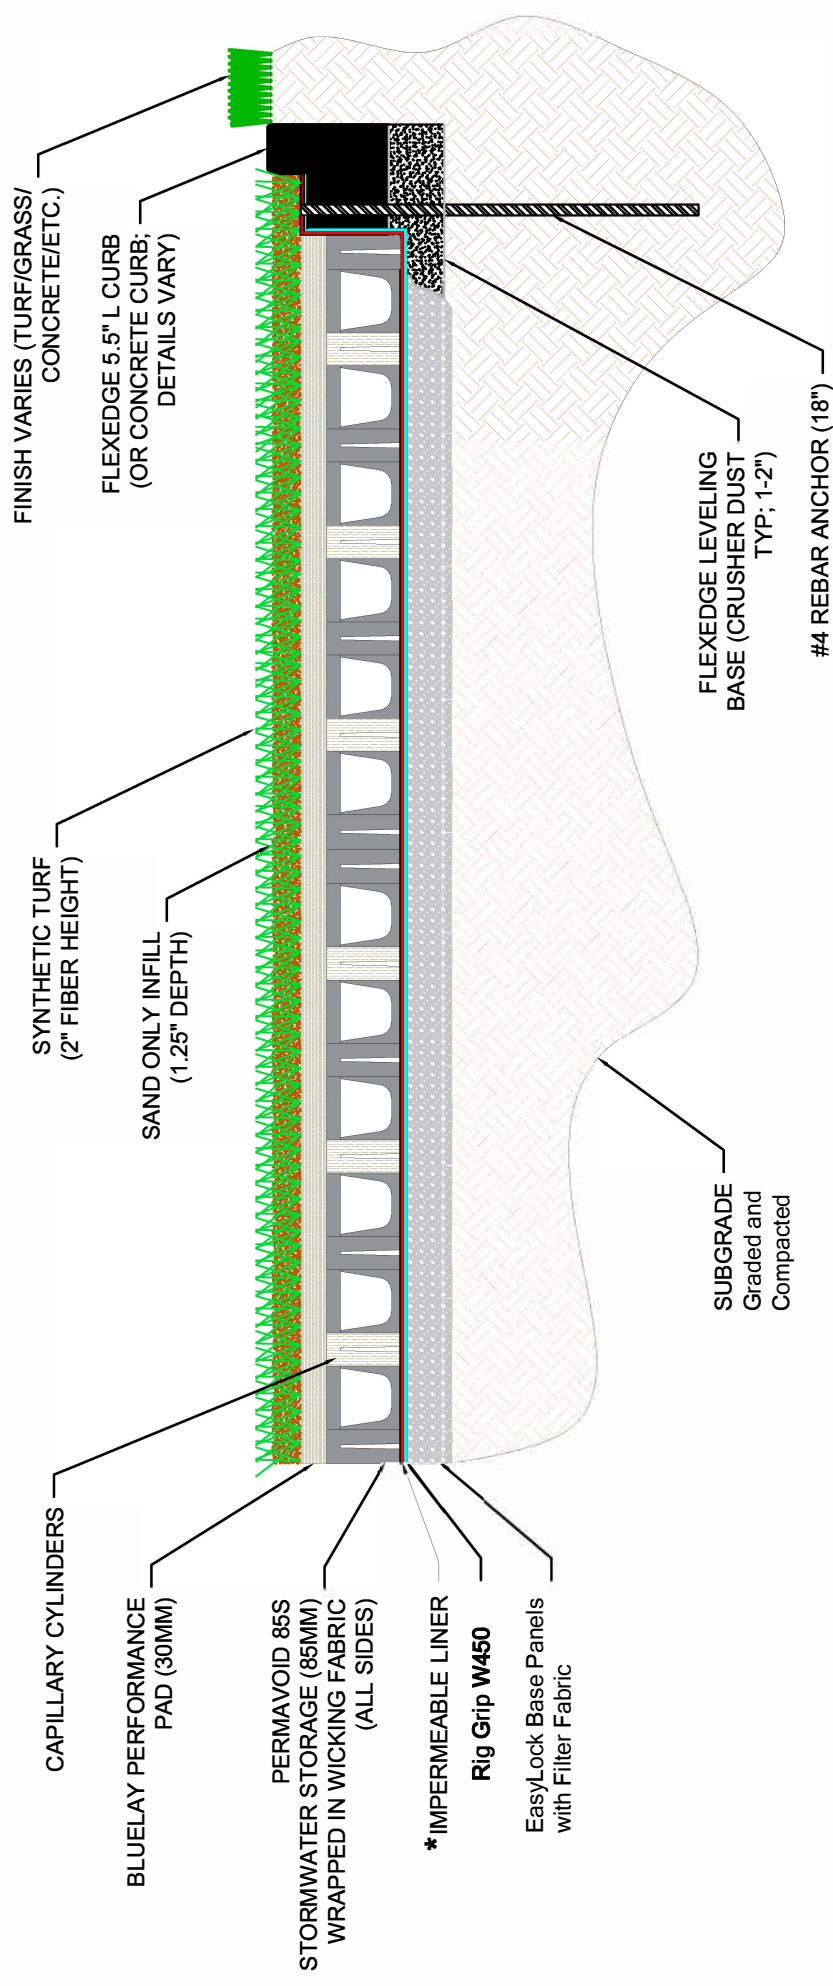 FINISH VARIES (TURF/GRASS/
CONCRETE/ETC.)
FLEXEDGE 5.5" L CURB
(OR CONCRETE CURB;
DETAILS VARY)
SYNTHETIC TURF
(2" FIBER HEIGHT)
SAND ONLY INFILL
(1.25" DEPTH)
CAPILLARY CYLINDERS
BLUELAY PERFORMANCE
PAD (30MM)
PERMAVOID 85S
STORMWATER STORAGE (85MM)
WRAPPED IN WICKING FABRIC
(ALL SIDES)
*IMPERMEABLE LINER
Rig Grip W450
EasyLock Base Panels
with Filter Fabric
SUBGRADE
Graded and
Compacted
FLEXEDGE LEVELING
BASE (CRUSHER DUST
TYP; 1-2")
#4 REBAR ANCHOR (18")